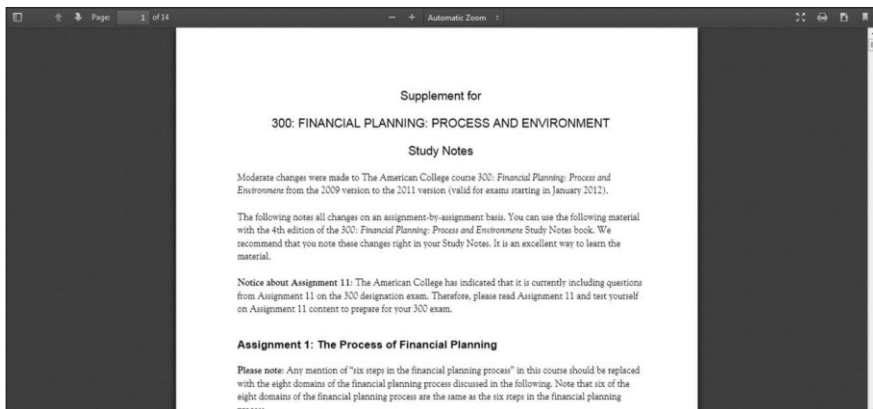 Page: 1 of 14
Automatic Zoom
Supplement for
300: FINANCIAL PLANNING: PROCESS AND ENVIRONMENT
Study Notes
Moderate changes were made to The American College course 300: Financial Planning: Process and
Environment from the 2009 version to the 2011 version (valid for exams starting in January 2012).
The following notes all changes on an assignment-by-assignment basis. You can use the following material
with the 4th edition of the 300: Financial Planning: Process and Environment Study Notes book. We
recommend that you note these changes right in your Study Notes. It is an excellent way to learn the
material.
Notice about Assignment 11: The American College has indicated that it is currently including questions
from Assignment 11 on the 300 designation exam. Therefore, please read Assignment 11 and test yourself
on Assignment 11 content to prepare for your 300 exam.
Assignment 1: The Process of Financial Planning
Please note: Any mention of “six steps in the financial planning process” in this course should be replaced
with the eight domains of the financial planning process discussed in the following. Note that six of the
eight domains of the financial planning process are the same as the six steps in the financial planning